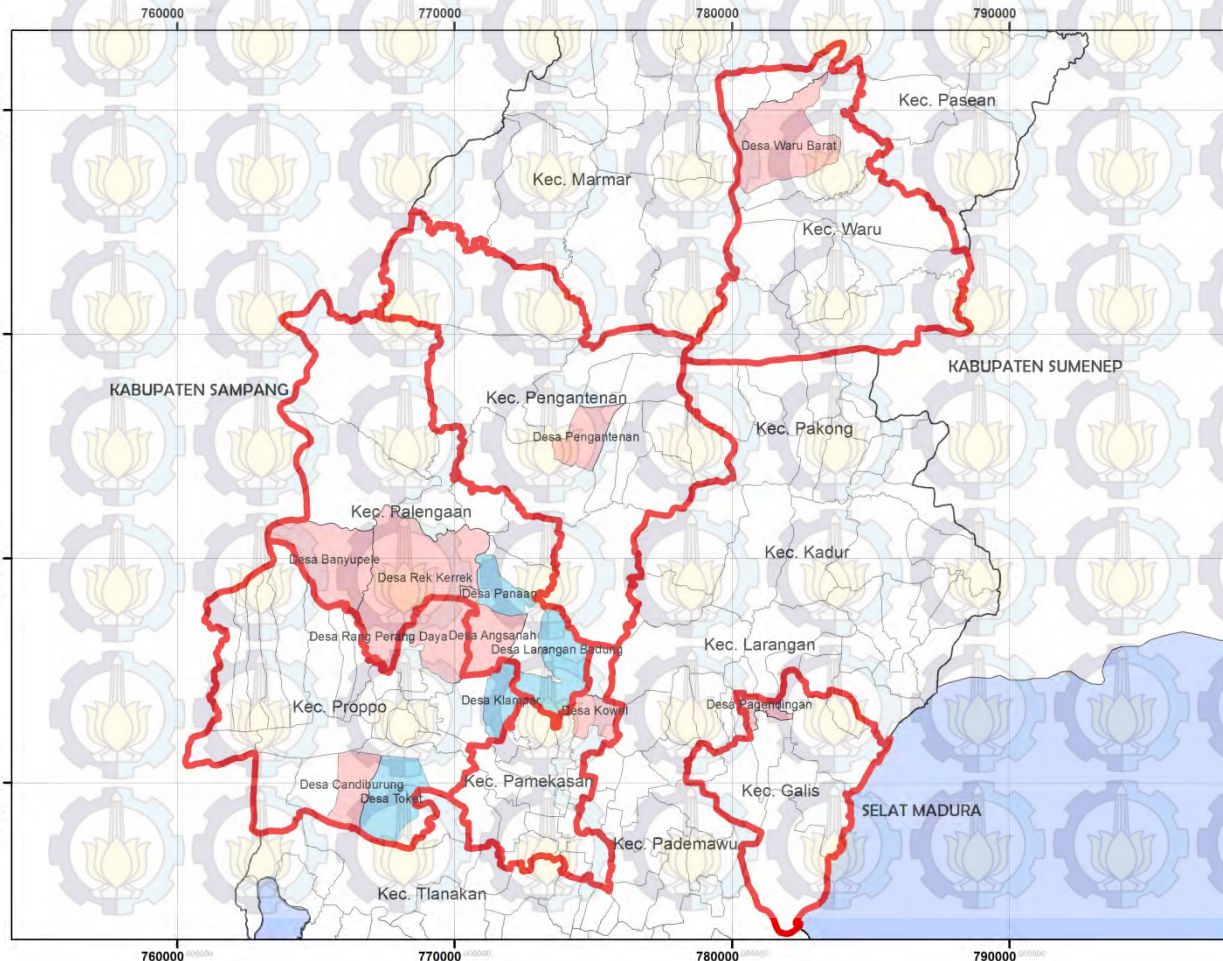 760000
770000
780000
790000
Kec. Pasean
Desa Waru Barat
Kec. Marmar
Kec. Waru
KABUPATEN SUMENEP
KABUPATEN SAMPANG
Kec. Pengantenan
Kec. Pakong
Desa Pengantenan
Kec. Palengaan
Kec. Kadur
Desa Banyupele
Desa Rek Kerrek
Desa Panaan
Desa Rang Perang Daya
Desa Angsanah
Kec. Larangan
Desa Larangan Badung
Desa Klampar
Desa Pagendingan
Kec. Proppo
Desa Kowel
Kec. Pamekasan
Desa Candiburung
Kec. Galis
Desa Toket
SELAT MADURA
Kec. Pademawu
Kec. Tlanakan
760000
770000
780000
790000